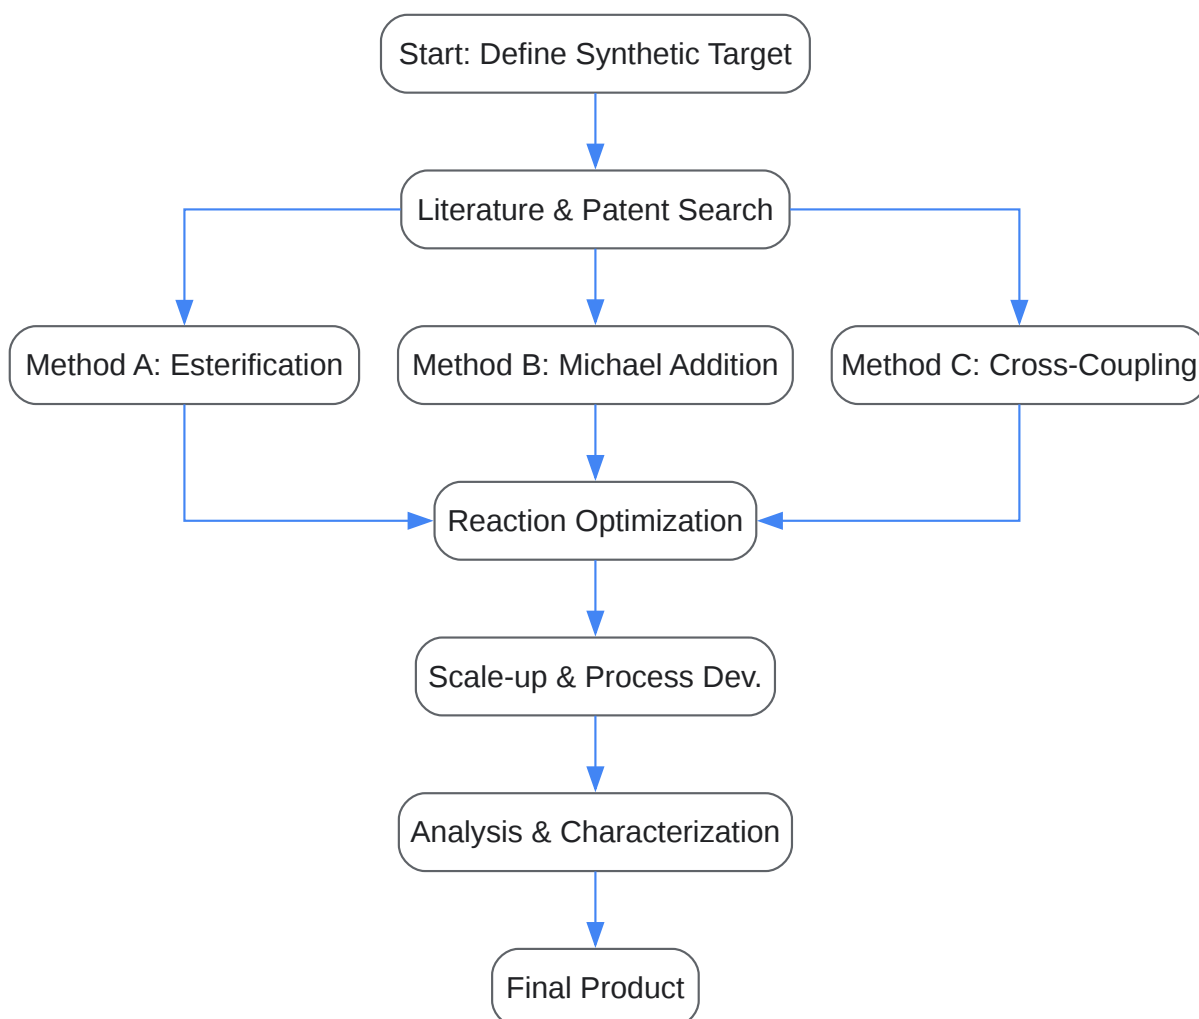 Start: Define Synthetic Target
Literature & Patent Search
Method A: Esterification
Method B: Michael Addition
Method C: Cross-Coupling
Reaction Optimization
Scale-up & Process Dev.
Analysis & Characterization
Final Product